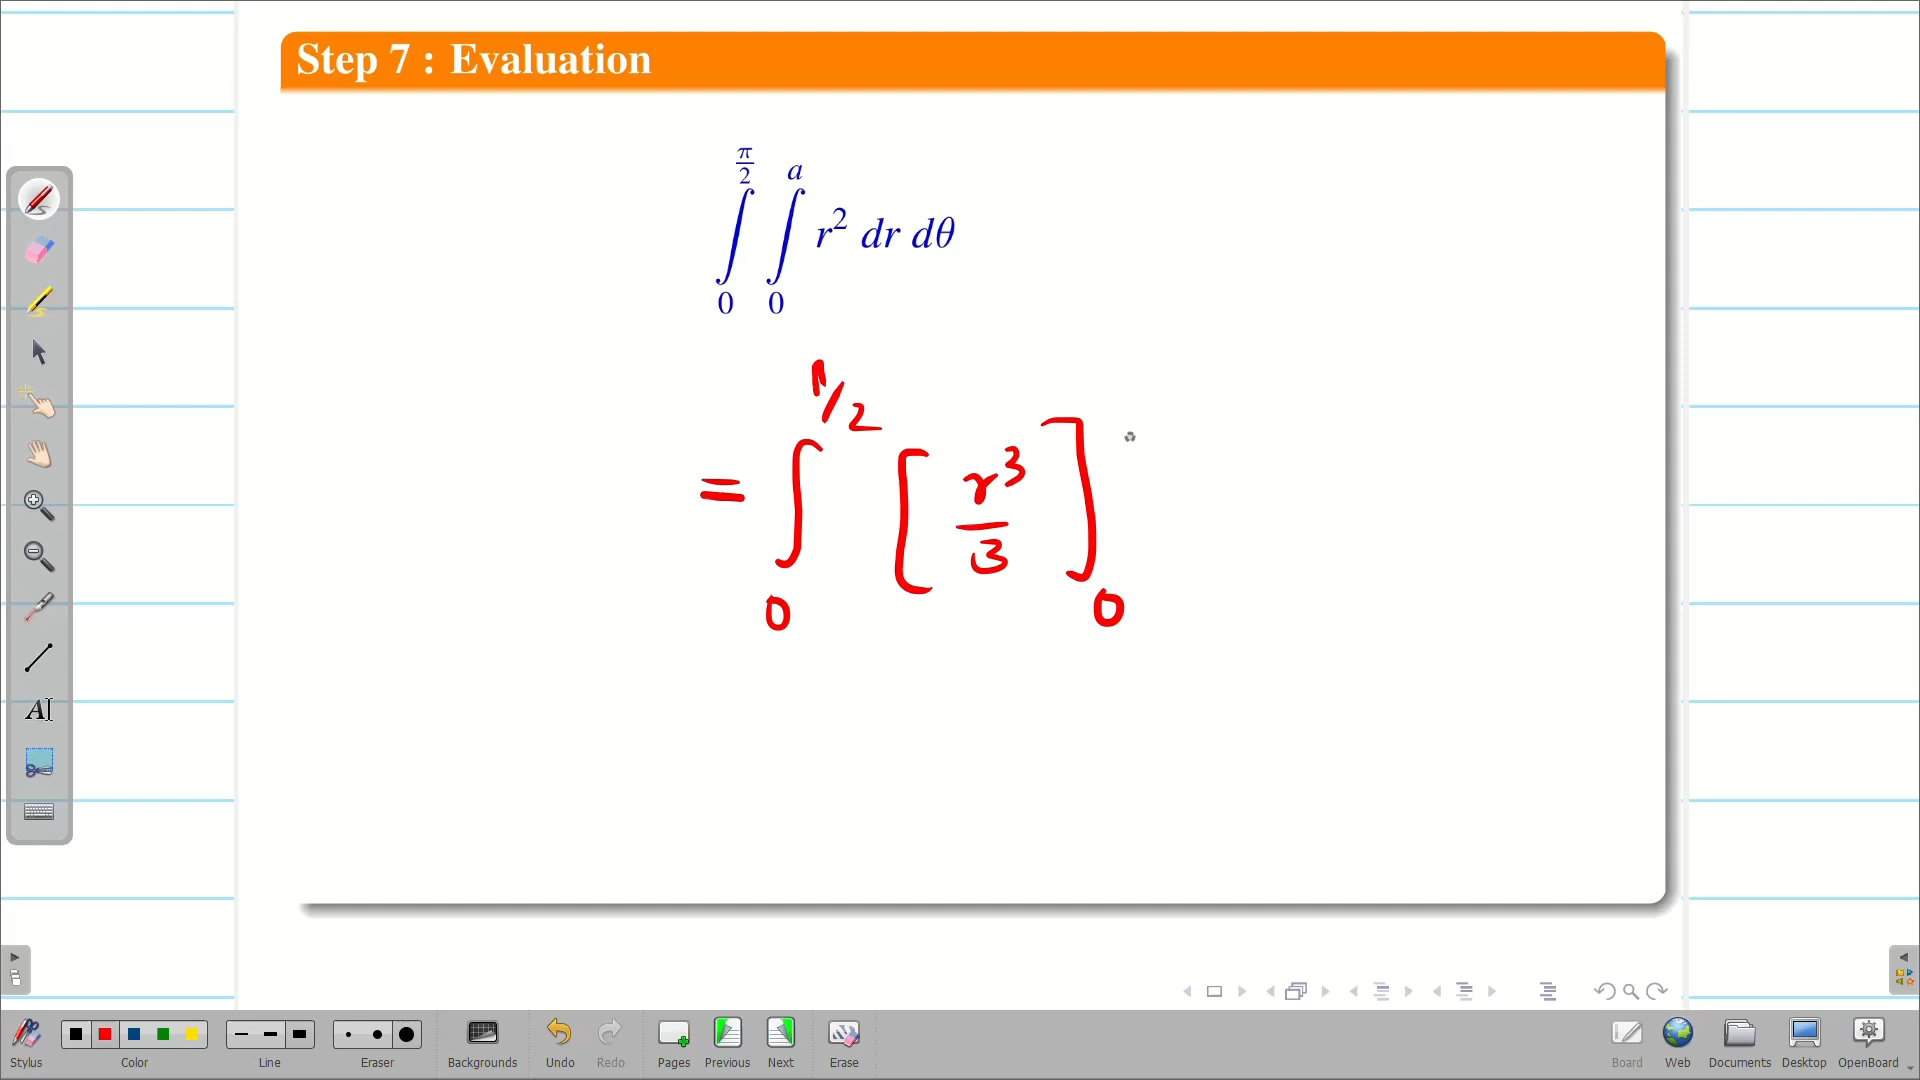 Step 7 : Evaluation
π/2 a
∫ ∫ r² dr dθ
0 0
π/2
= ∫ [ r³/3 ]
0 0
Stylus Color Line Eraser Backgrounds Undo Redo Pages Previous Next Erase Board Web Documents Desktop OpenBoard